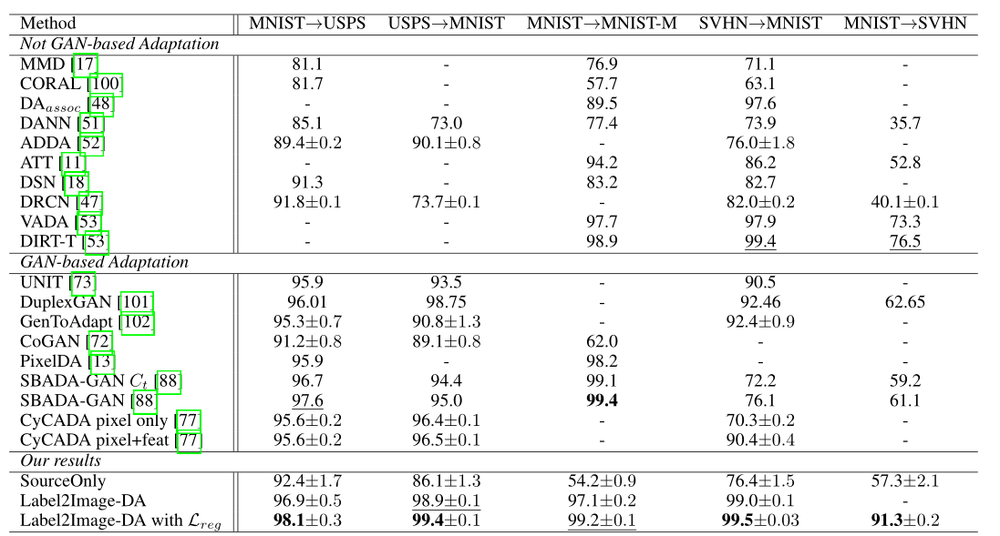 Method MNIST→USPS USPS→MNIST MNIST→MNIST-M SVHN→MNIST MNIST→SVHN
Not GAN-based Adaptation
MMD [17] 81.1 - 76.9 71.1 -
CORAL [100] 81.7 - 57.7 63.1 -
DAassoc [48] - - 89.5 97.6 -
DANN [51] 85.1 73.0 77.4 73.9 35.7
ADDA [52] 89.4±0.2 90.1±0.8 - 76.0±1.8 -
ATT [11] - - 94.2 86.2 52.8
DSN [18] 91.3 - 83.2 82.7 -
DRCN [47] 91.8±0.1 73.7±0.1 - 82.0±0.2 40.1±0.1
VADA [53] - - 97.7 97.9 73.3
DIRT-T [53] - - 98.9 99.4 76.5
GAN-based Adaptation
UNIT [73] 95.9 93.5 - 90.5 -
DuplexGAN [101] 96.01 98.75 - 92.46 62.65
GenToAdapt [102] 95.3±0.7 90.8±1.3 - 92.4±0.9 -
CoGAN [72] 91.2±0.8 89.1±0.8 62.0 - -
PixelDA [13] 95.9 - 98.2 - -
SBADA-GAN Ct [88] 96.7 94.4 99.1 72.2 59.2
SBADA-GAN [88] 97.6 95.0 99.4 76.1 61.1
CyCADA pixel only [77] 95.6±0.2 96.4±0.1 - 70.3±0.2 -
CyCADA pixel+feat [77] 95.6±0.2 96.5±0.1 - 90.4±0.4 -
Our results
SourceOnly 92.4±1.7 86.1±1.3 54.2±0.9 76.4±1.5 57.3±2.1
Label2Image-DA 96.9±0.5 98.9±0.1 97.1±0.2 99.0±0.1 -
Label2Image-DA with ℒreg 98.1±0.3 99.4±0.1 99.2±0.1 99.5±0.03 91.3±0.2